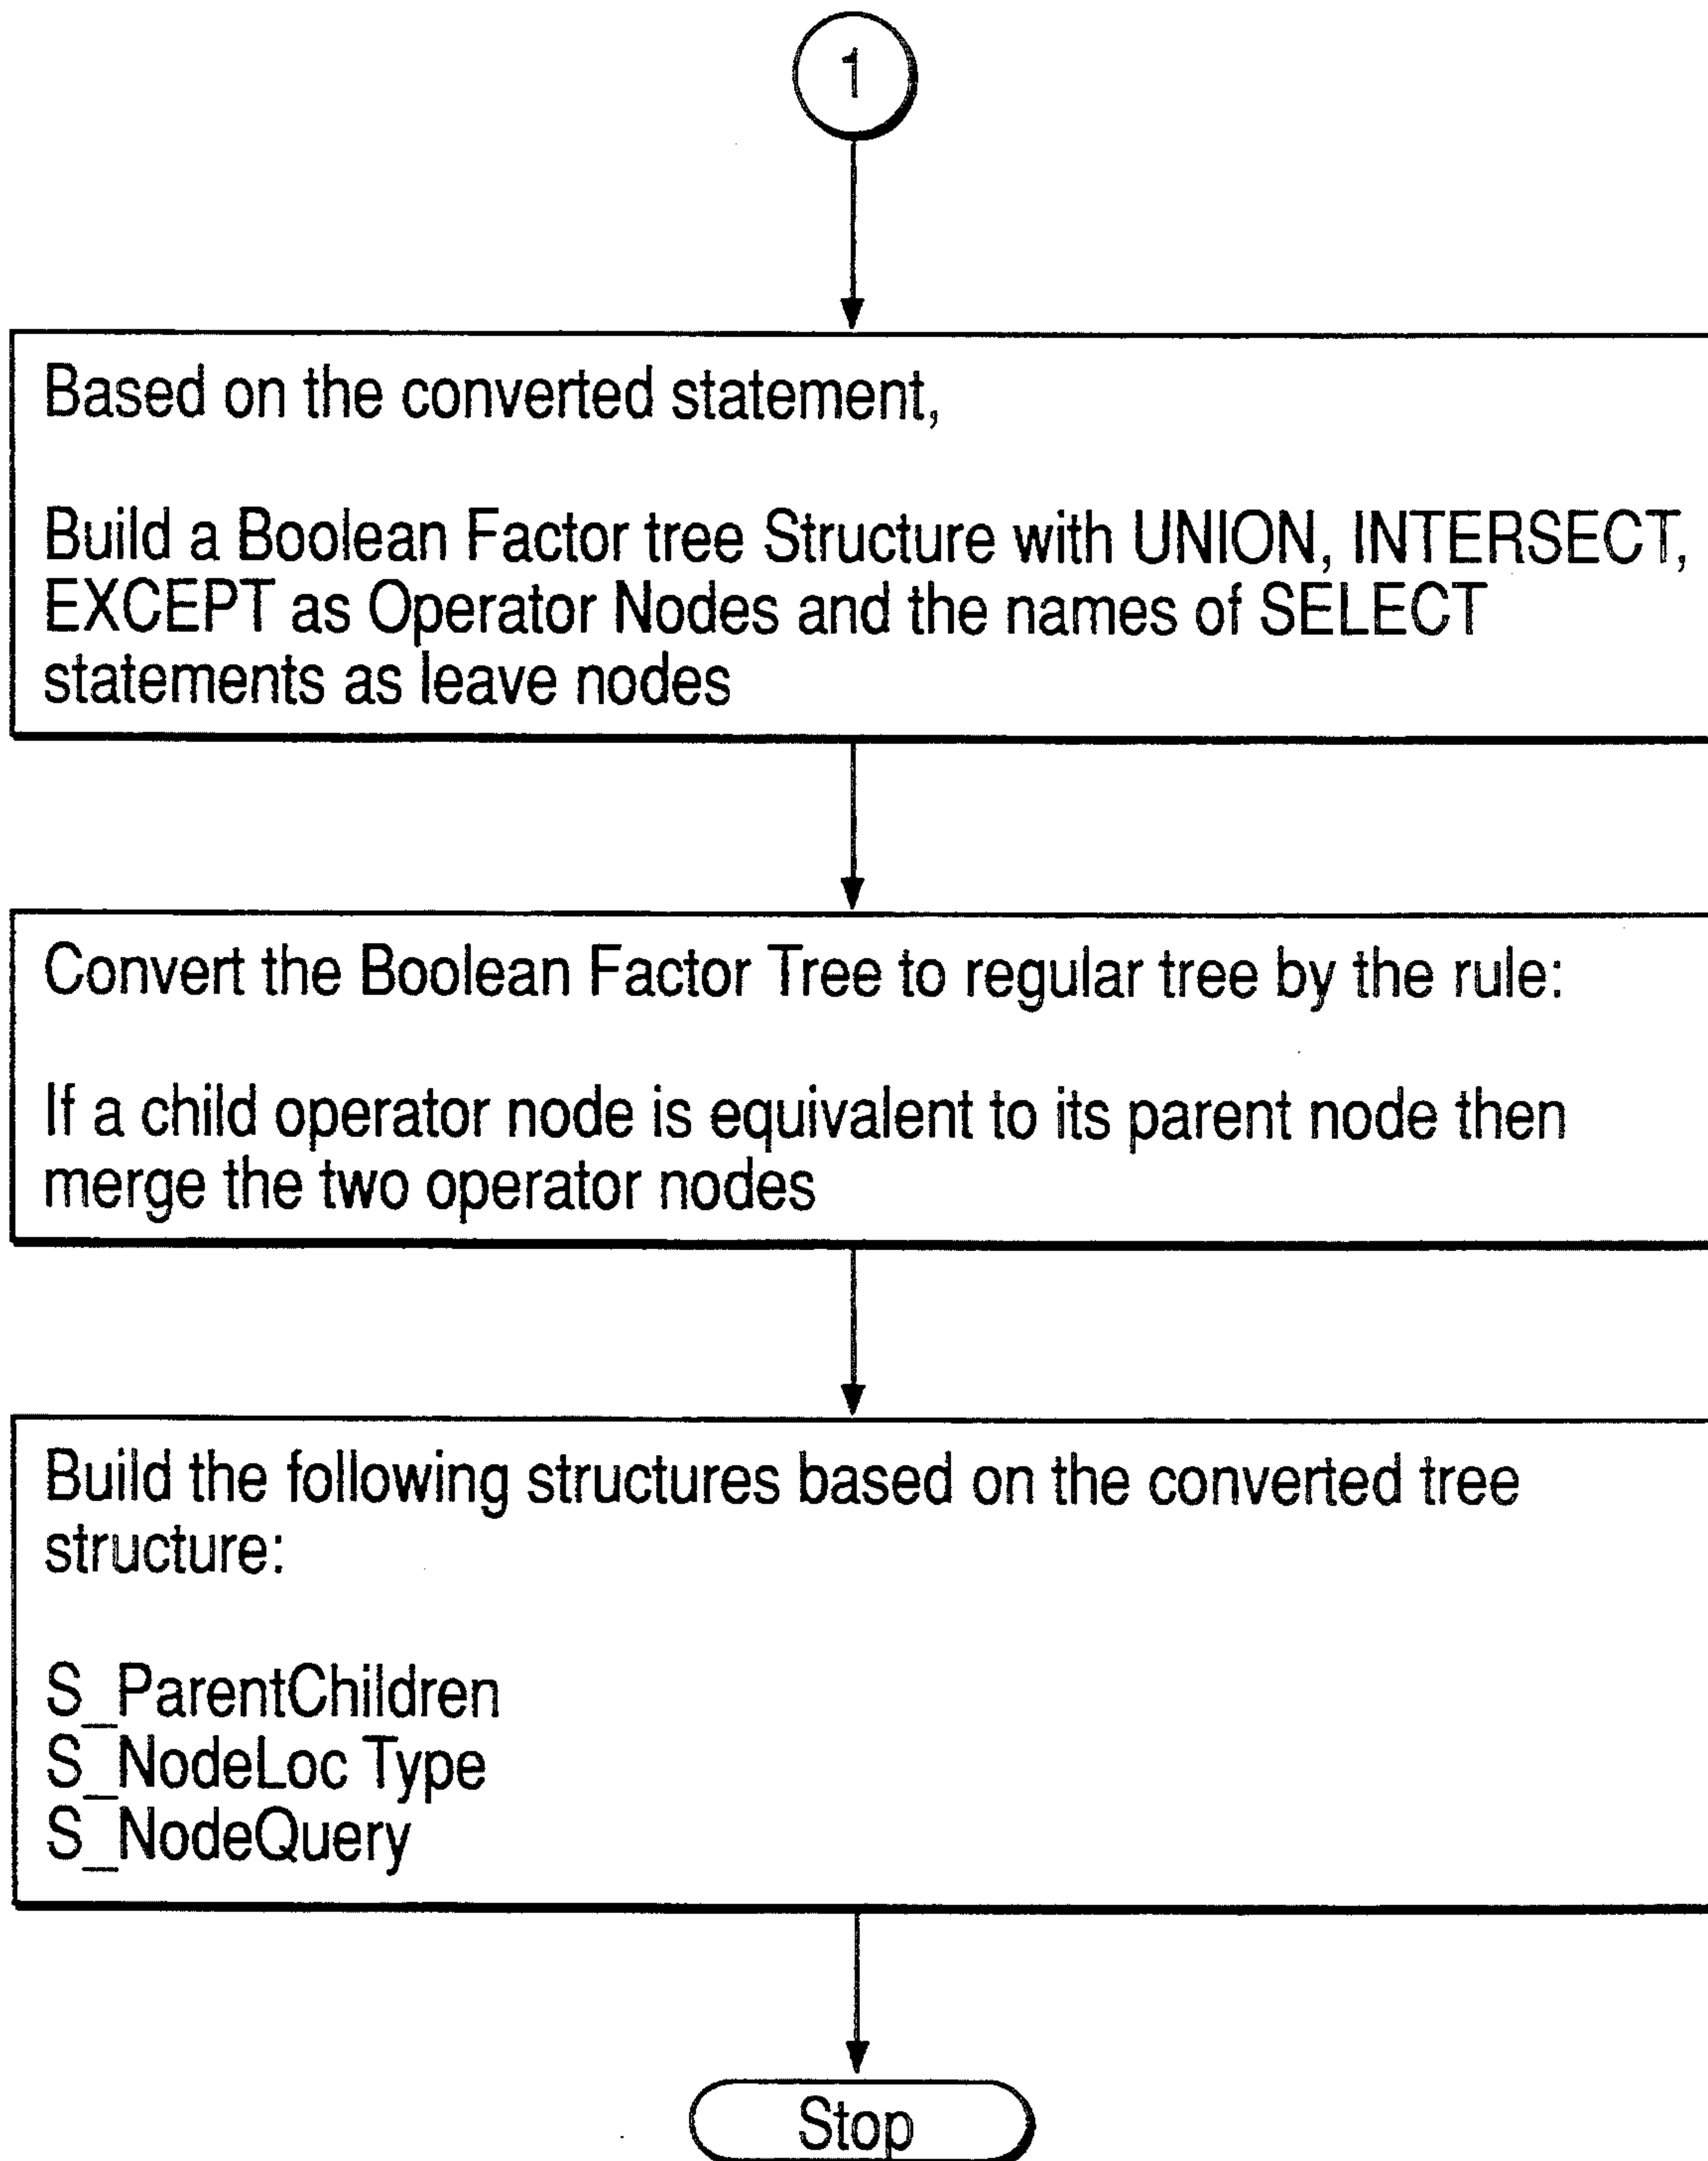 1
Based on the converted statement,
Build a Boolean Factor tree Structure with UNION, INTERSECT,
EXCEPT as Operator Nodes and the names of SELECT
statements as leave nodes
Convert the Boolean Factor Tree to regular tree by the rule:
If a child operator node is equivalent to its parent node then
merge the two operator nodes
Build the following structures based on the converted tree
structure:
S_ParentChildren
S_NodeLoc Type
S_NodeQuery
Stop